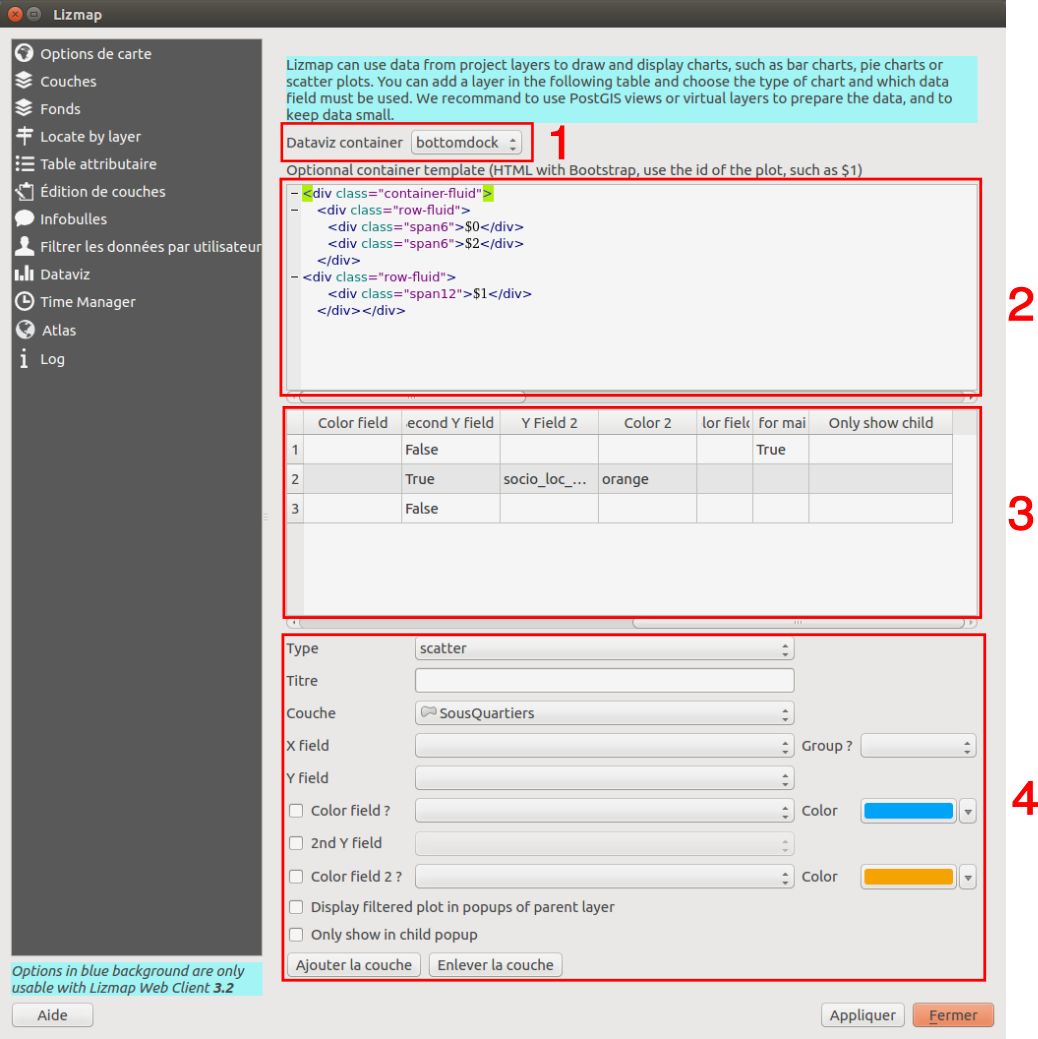 Lizmap
Options de carte
Couches
Fonds
Locate by layer
Table attributaire
Édition de couches
Infobulles
Filtrer les données par utilisateur
Dataviz
Time Manager
Atlas
Log
Options in blue background are only
usable with Lizmap Web Client 3.2
Lizmap can use data from project layers to draw and display charts, such as bar charts, pie charts or
scatter plots. You can add a layer in the following table and choose the type of chart and which data
field must be used. We recommand to use PostGIS views or virtual layers to prepare the data, and to
keep data small.
Dataviz container bottomdock 1
Optionnal container template (HTML with Bootstrap, use the id of the plot, such as $1)
<div class="container-fluid">
<div class="row-fluid">
<div class="span6">$0</div>
<div class="span6">$2</div>
</div>
<div class="row-fluid">
<div class="span12">$1</div>
</div></div>
2
Color field econd Y field Y Field 2 Color 2 lor field for mai Only show child
1 False True
2 True socio_loc_... orange
3 False
3
Type scatter
Titre
Couche SousQuartiers
X field Group ?
Y field
Color field ? Color
2nd Y field
Color field 2 ? Color
Display filtered plot in popups of parent layer
Only show in child popup
Ajouter la couche Enlever la couche
4
Aide Appliquer Fermer